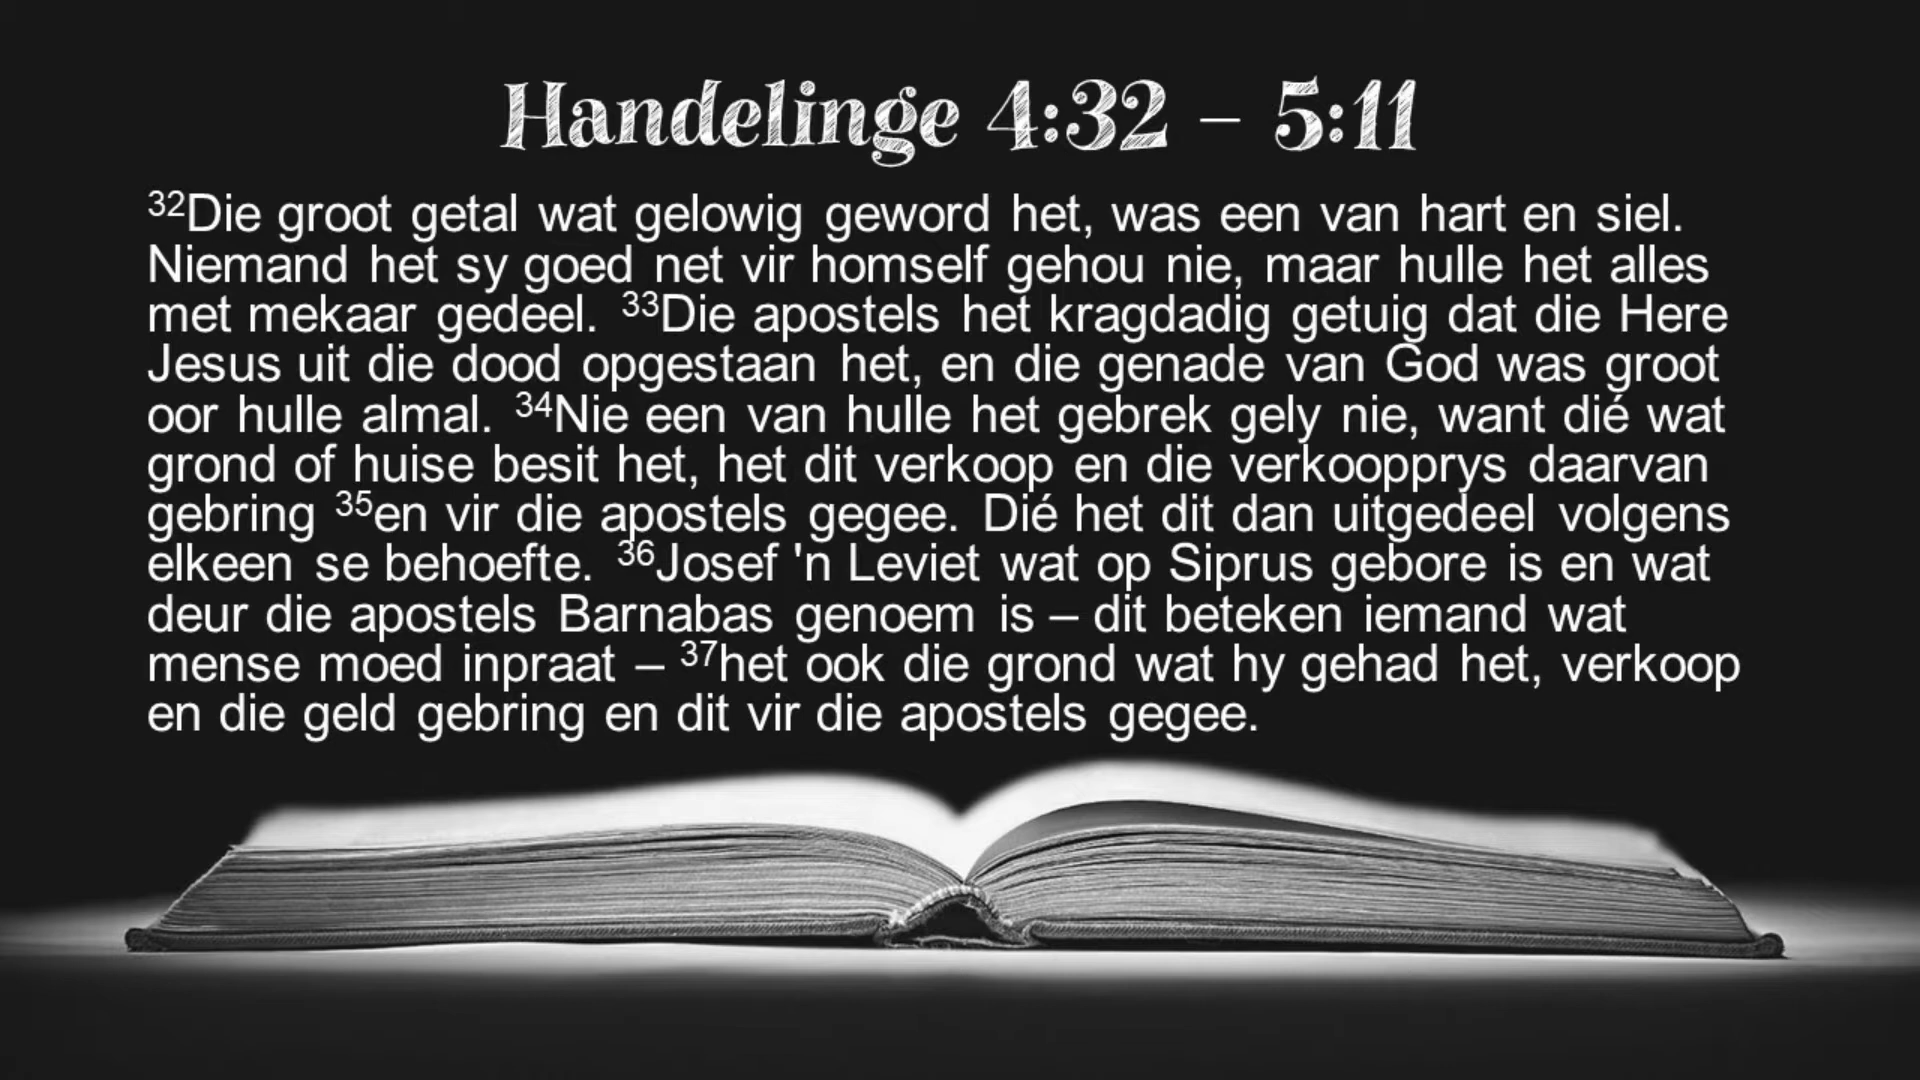 Handelinge 4:32 – 5:11
³²Die groot getal wat gelowig geword het, was een van hart en siel.
Niemand het sy goed net vir homself gehou nie, maar hulle het alles
met mekaar gedeel. ³³Die apostels het kragdadig getuig dat die Here
Jesus uit die dood opgestaan het, en die genade van God was groot
oor hulle almal. ³⁴Nie een van hulle het gebrek gely nie, want dié wat
grond of huise besit het, het dit verkoop en die verkoopprys daarvan
gebring ³⁵en vir die apostels gegee. Dié het dit dan uitgedeel volgens
elkeen se behoefte. ³⁶Josef 'n Leviet wat op Siprus gebore is en wat
deur die apostels Barnabas genoem is – dit beteken iemand wat
mense moed inpraat – ³⁷het ook die grond wat hy gehad het, verkoop
en die geld gebring en dit vir die apostels gegee.